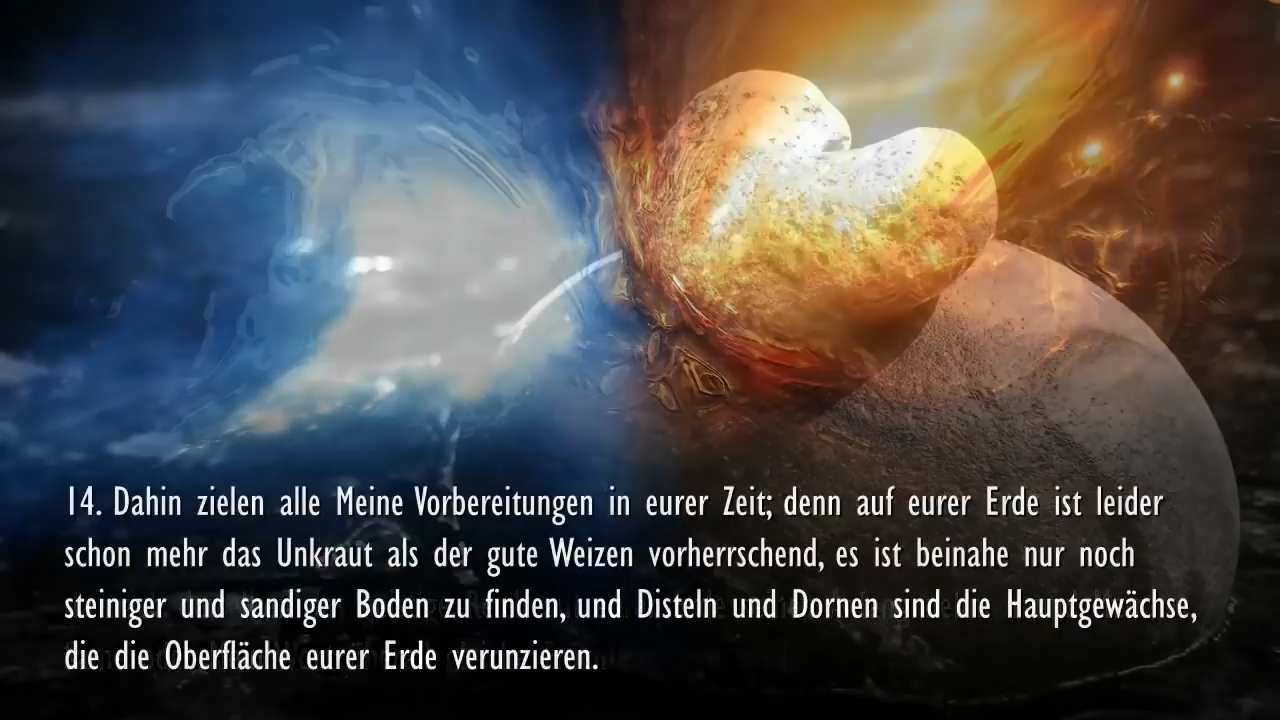 14. Dahin zielen alle Meine Vorbereitungen in eurer Zeit; denn auf eurer Erde ist leider
schon mehr das Unkraut als der gute Weizen vorherrschend, es ist beinahe nur noch
steiniger und sandiger Boden zu finden, und Disteln und Dornen sind die Hauptgewächse,
die die Oberfläche eurer Erde verunzieren.